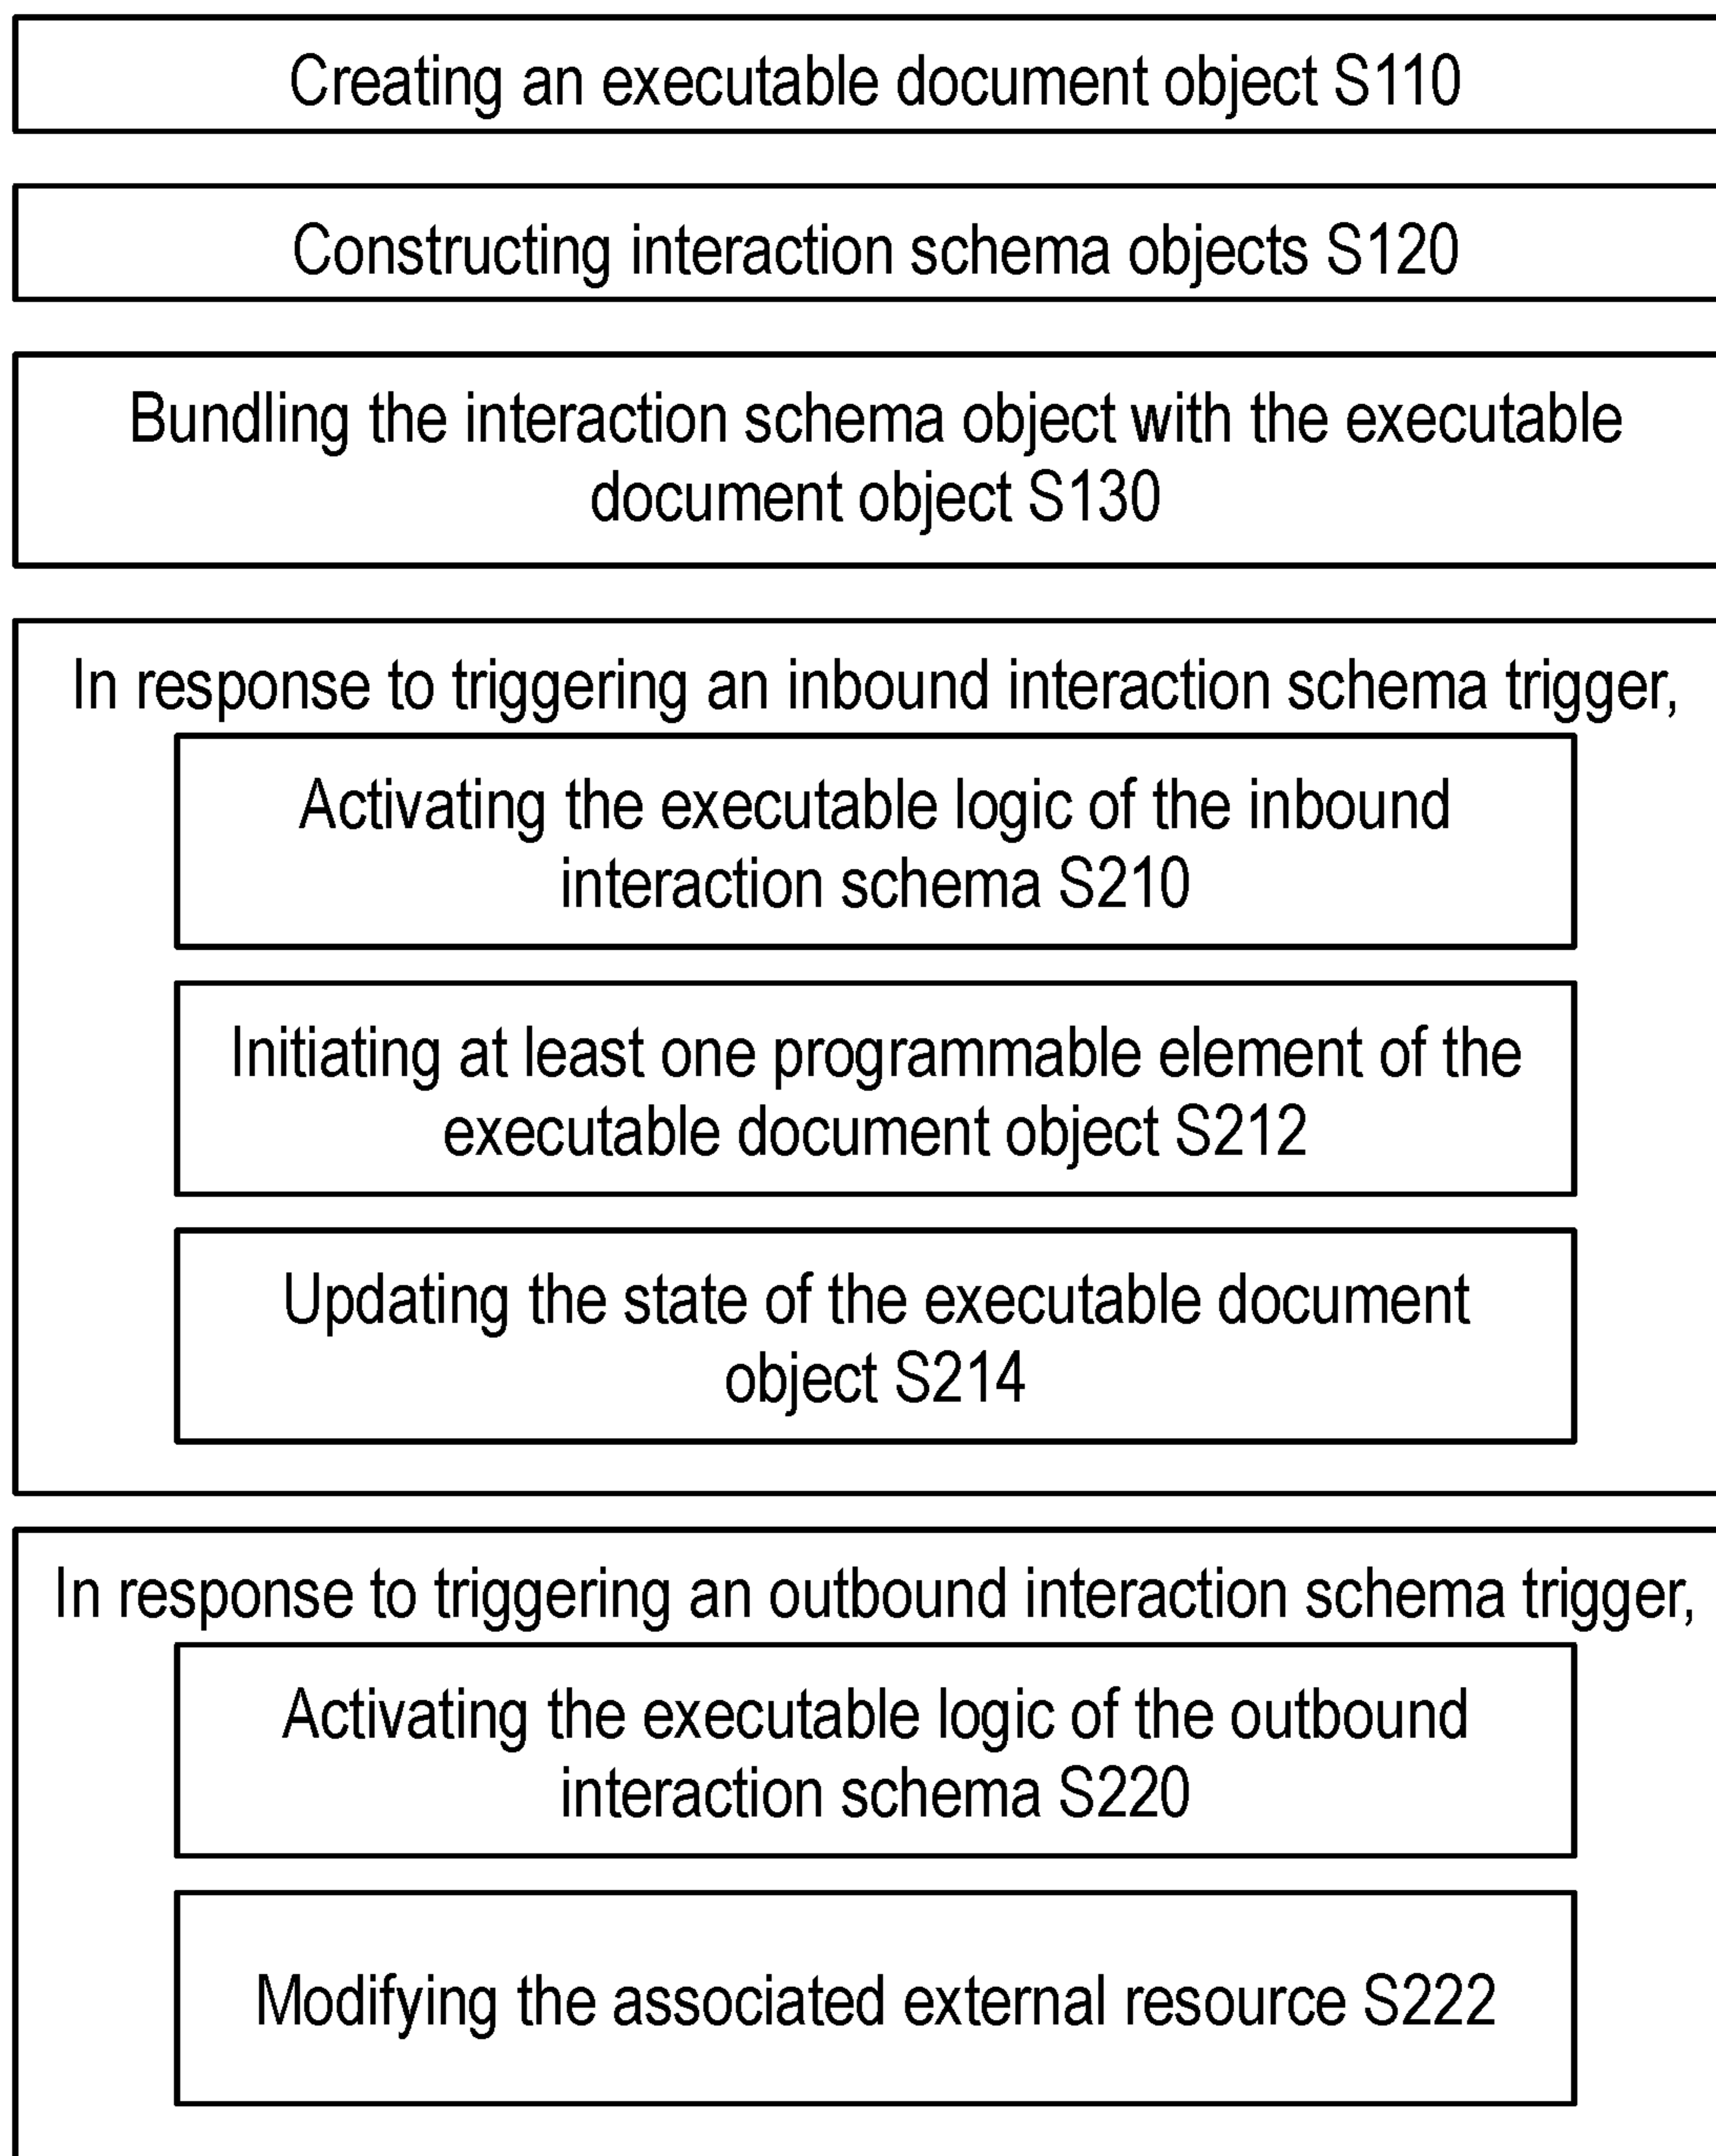 Creating an executable document object S110
Constructing interaction schema objects S120
Bundling the interaction schema object with the executable
document object S130
In response to triggering an inbound interaction schema trigger,
Activating the executable logic of the inbound
interaction schema S210
Initiating at least one programmable element of the
executable document object S212
Updating the state of the executable document
object S214
In response to triggering an outbound interaction schema trigger,
Activating the executable logic of the outbound
interaction schema S220
Modifying the associated external resource S222